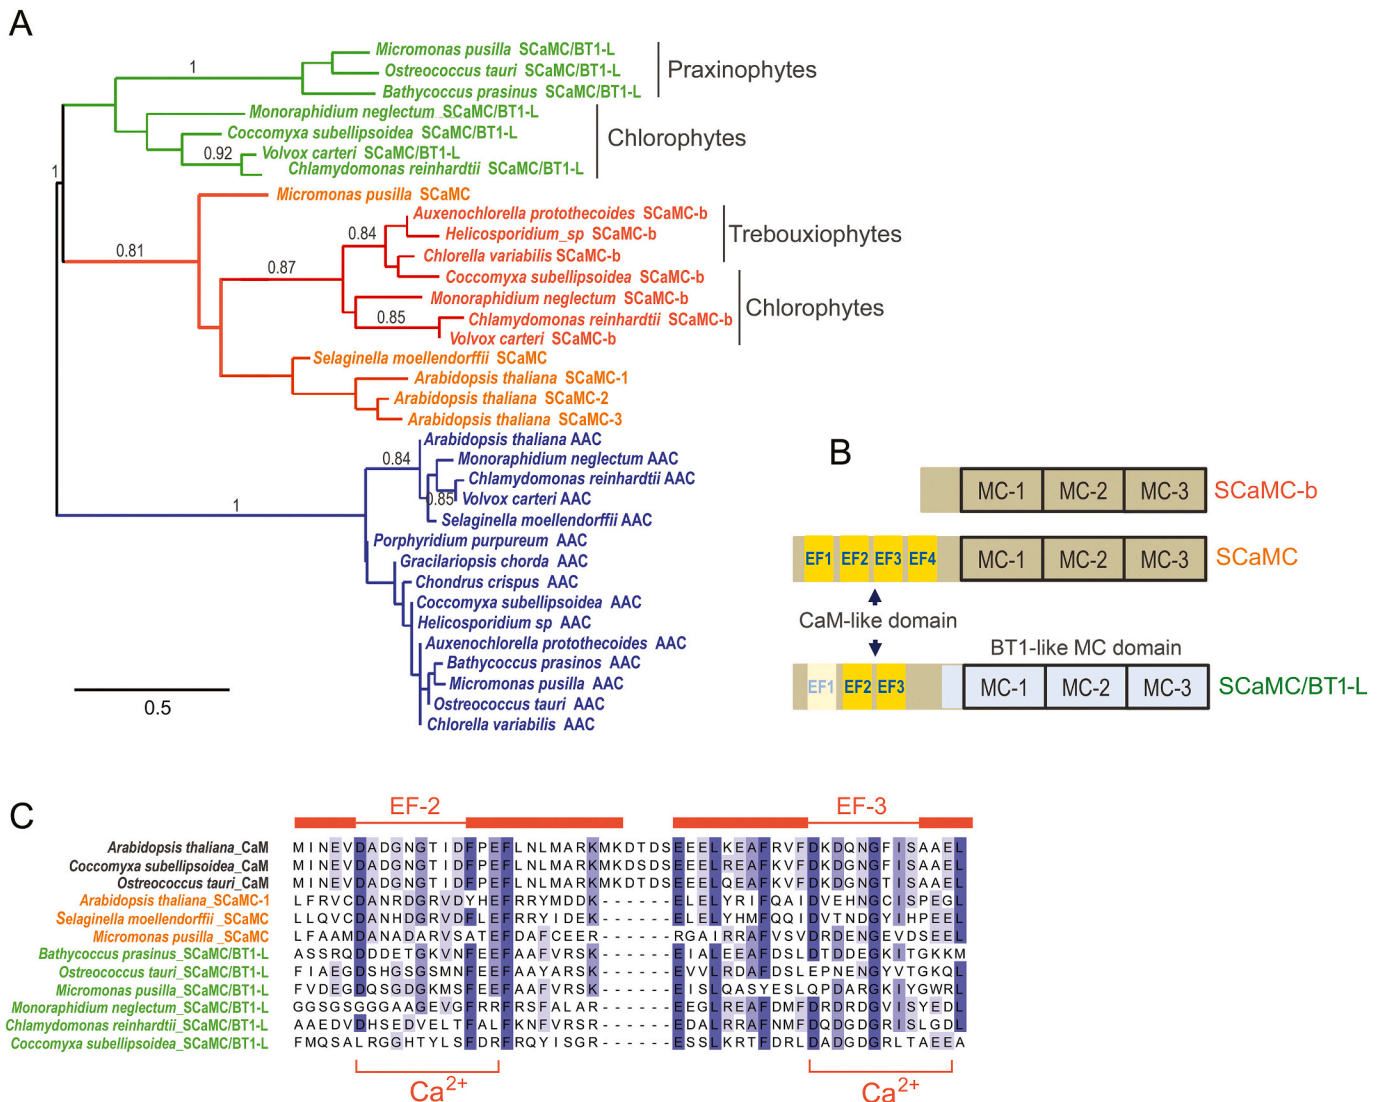 A
Micromonas pusilla SCaMC/BT1-L
Ostreococcus tauri SCaMC/BT1-L
Bathycoccus prasinus SCaMC/BT1-L
Praxinophytes
1
Monoraphidium neglectum SCaMC/BT1-L
Coccomyxa subellipsoidea SCaMC/BT1-L
Volvox carteri SCaMC/BT1-L
Chlamydomonas reinhardtii SCaMC/BT1-L
Chlorophytes
0.92
1
Micromonas pusilla SCaMC
Auxenochlorella protothecoides SCaMC-b
Helicosporidium_sp SCaMC-b
Chlorella variabilis SCaMC-b
Coccomyxa subellipsoidea SCaMC-b
Trebouxiophytes
0.84
0.81
0.87
Monoraphidium neglectum SCaMC-b
Chlamydomonas reinhardtii SCaMC-b
Volvox carteri SCaMC-b
Chlorophytes
0.85
Selaginella moellendorffii SCaMC
Arabidopsis thaliana SCaMC-1
Arabidopsis thaliana SCaMC-2
Arabidopsis thaliana SCaMC-3
Arabidopsis thaliana AAC
Monoraphidium neglectum AAC
Chlamydomonas reinhardtii AAC
Volvox carteri AAC
Selaginella moellendorffii AAC
0.84
0.85
1
Porphyridium purpureum AAC
Gracilariopsis chorda AAC
Chondrus crispus AAC
Coccomyxa subellipsoidea AAC
Helicosporidium sp AAC
Auxenochlorella protothecoides AAC
Bathycoccus prasinos AAC
Micromonas pusilla AAC
Ostreococcus tauri AAC
Chlorella variabilis AAC
0.5
B
MC-1 MC-2 MC-3 SCaMC-b
EF1 EF2 EF3 EF4 MC-1 MC-2 MC-3 SCaMC
CaM-like domain
BT1-like MC domain
EF1 EF2 EF3 MC-1 MC-2 MC-3 SCaMC/BT1-L
C
EF-2 EF-3
Arabidopsis thaliana_CaM MINEVDADGNGTIDFPEFLNLMARKMKDTDSEEELKEAFRVFDKDQNGFISAAEL
Coccomyxa subellipsoidea_CaM MINEVDADGNGTIDFPEFLNLMARKMKDTDSEEELREAFKVFDKDQNGFISAAEL
Ostreococcus tauri_CaM MINEVDADGNGTIDFPEFLNLMARKMKDTDSEEELQEAFKVFDKDGNGTISAAEL
Arabidopsis thaliana_SCaMC-1 LFRVCDANRDGRVDYHEFRRYMDDK------ELELYRIFQAIDVEHNGCISPEGL
Selaginella moellendorffii _SCaMC LLQVCDANHDGRVDFLEFRRYIDEK------ELELYHMFQQIDVTNDGYIHPEEL
Micromonas pusilla _SCaMC LFAAMDANADARVSATEFDAFCEER------RGAIRRAFVSVDRDENGEVDSEEL
Bathycoccus prasinus_SCaMC/BT1-L ASSRQDDDETGKVNFEEFAAFVRSK------EIALEEAFDSLDTDDEGKITGKKM
Ostreococcus tauri_SCaMC/BT1-L FIAEGDSHGSGSMNFEEFAAYARSK------EVVLRDAFDSLEPNENGYVTGKQL
Micromonas pusilla_SCaMC/BT1-L FVDEGDQSGDGKMSFEEFAAFVRSK------EISLQASYESLQPDARGKIYGWRL
Monoraphidium neglectum_SCaMC/BT1-L GGSGSGGGAAGEVGFRRFRSFALAR------EEGLREAFDMFDRDRDGVISYEDL
Chlamydomonas reinhardtii_SCaMC/BT1-L AAEDVDHSEDVELTFALFKNFVRSR------EDALRRAFNMFDQDGDGRISLGDL
Coccomyxa subellipsoidea_SCaMC/BT1-L FMQSALRGGHTYLSFDRFRQYISGR------ESSLKRTFDRLDADGDGRLTAEEA
Ca2+ Ca2+